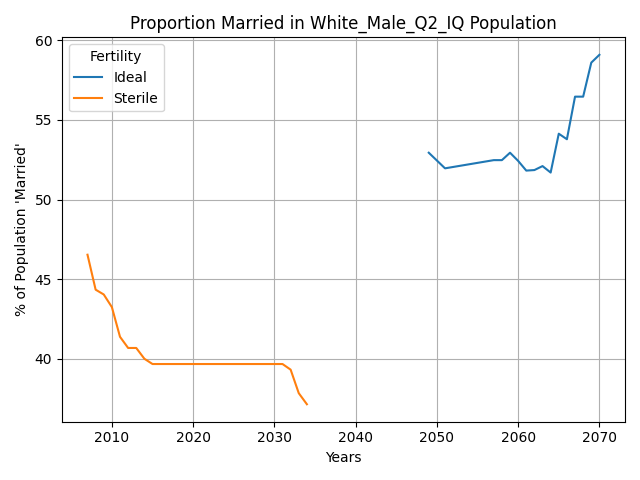 Proportion Married in White_Male_Q2_IQ Population
Fertility
Ideal
Sterile
% of Population 'Married'
60
55
50
45
40
2010
2020
2030
2040
2050
2060
2070
Years